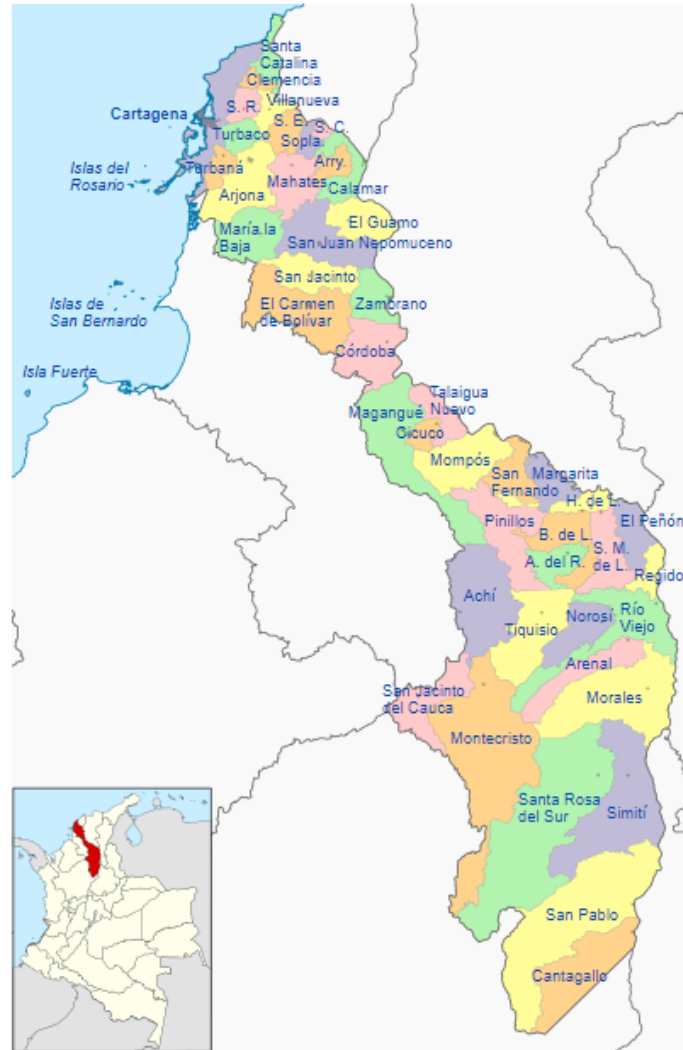 Santa
Catalina
Clemencia
Villanueva
S. R.
Cartagena
S. E.
S. C.
Turbaco
Sopla.
Turbaná
Arry.
Islas del
Rosario
Mahates
Calamar
Arjona
El Guamo
María la
Baja
San Juan Nepomuceno
San Jacinto
Islas de
San Bernardo
El Carmen
de Bolívar
Zambrano
Córdoba
Isla Fuerte
Talaigua
Nuevo
Magangué
Cicuco
Mompós
Margarita
San
Fernando
H. de L.
Pinillos
El Peñón
B. de L.
S. M.
de L.
A. del R.
Regido
Achí
Norosí
Río
Viejo
Tiquisio
Arenal
San Jacinto
del Cauca
Morales
Montecristo
Santa Rosa
del Sur
Simití
San Pablo
Cantagallo